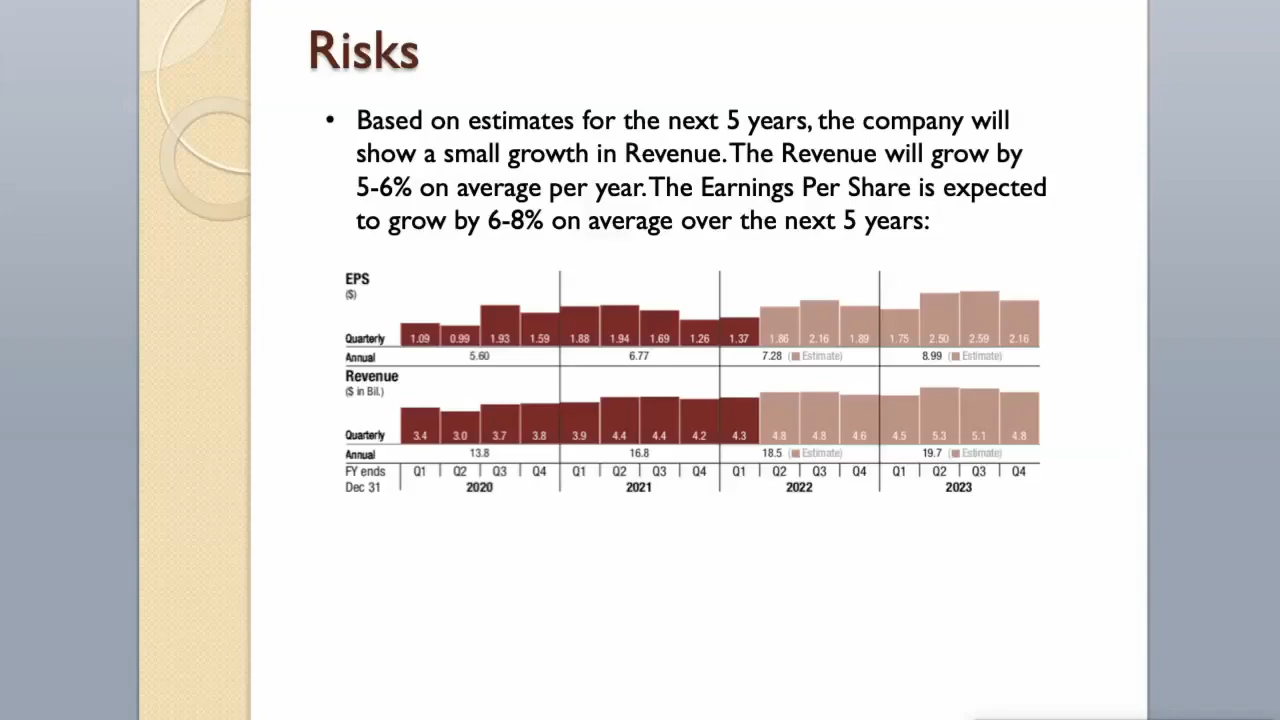 Risks
• Based on estimates for the next 5 years, the company will
show a small growth in Revenue. The Revenue will grow by
5-6% on average per year. The Earnings Per Share is expected
to grow by 6-8% on average over the next 5 years:
EPS
($)
Quarterly 1.09 0.99 1.93 1.59 1.88 1.94 1.69 1.26 1.37 1.86 2.16 1.89 1.75 2.50 2.59 2.16
Annual 5.60 6.77 7.28 (Estimate) 8.99 (Estimate)
Revenue
($ in Bil.)
Quarterly 3.4 3.0 3.7 3.8 3.9 4.4 4.4 4.2 4.3 4.8 4.8 4.6 4.5 5.3 5.1 4.8
Annual 13.8 16.8 18.5 (Estimate) 19.7 (Estimate)
FY ends Q1 Q2 Q3 Q4 Q1 Q2 Q3 Q4 Q1 Q2 Q3 Q4 Q1 Q2 Q3 Q4
Dec 31 2020 2021 2022 2023